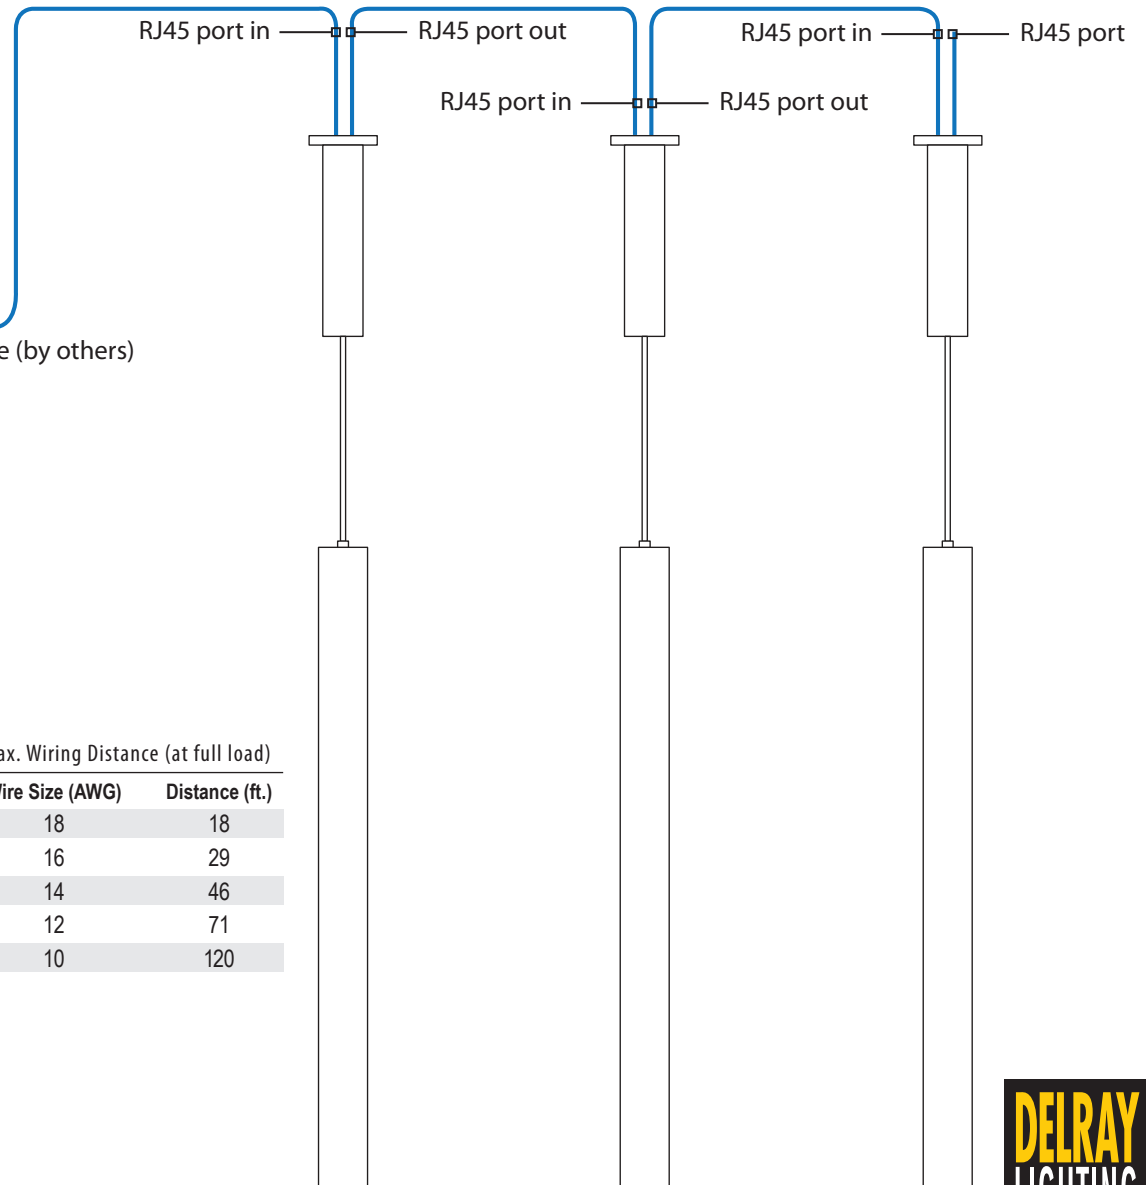 RJ45 port in
RJ45 port out
RJ45 port in
RJ45 port
RJ45 port in
RJ45 port out
(by others)
Wiring Distance (at full load)
Size (AWG) Distance (ft.)
18 18
16 29
14 46
12 71
10 120
DELRAY
LIGHTING